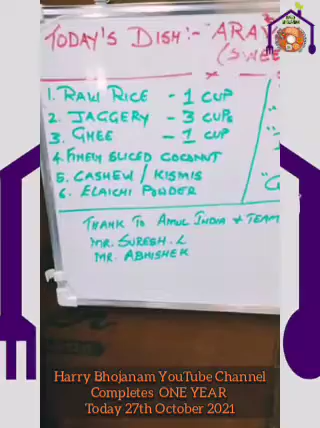 TODAY'S DISH:- "ARA
(SWEE
1. RAW RICE - 1 CUP
2. JAGGERY - 3 CUPs
3. GHEE - 1 CUP
4. FINELY SLICED COCONUT
5. CASHEW / KISMIS
6. ELAICHI POWDER
THANK TO AMUL INDIA & TEAM
MR. SURESH. L
MR. ABHISHEK
Harry Bhojanam YouTube Channel
Completes ONE YEAR
Today 27th October 2021